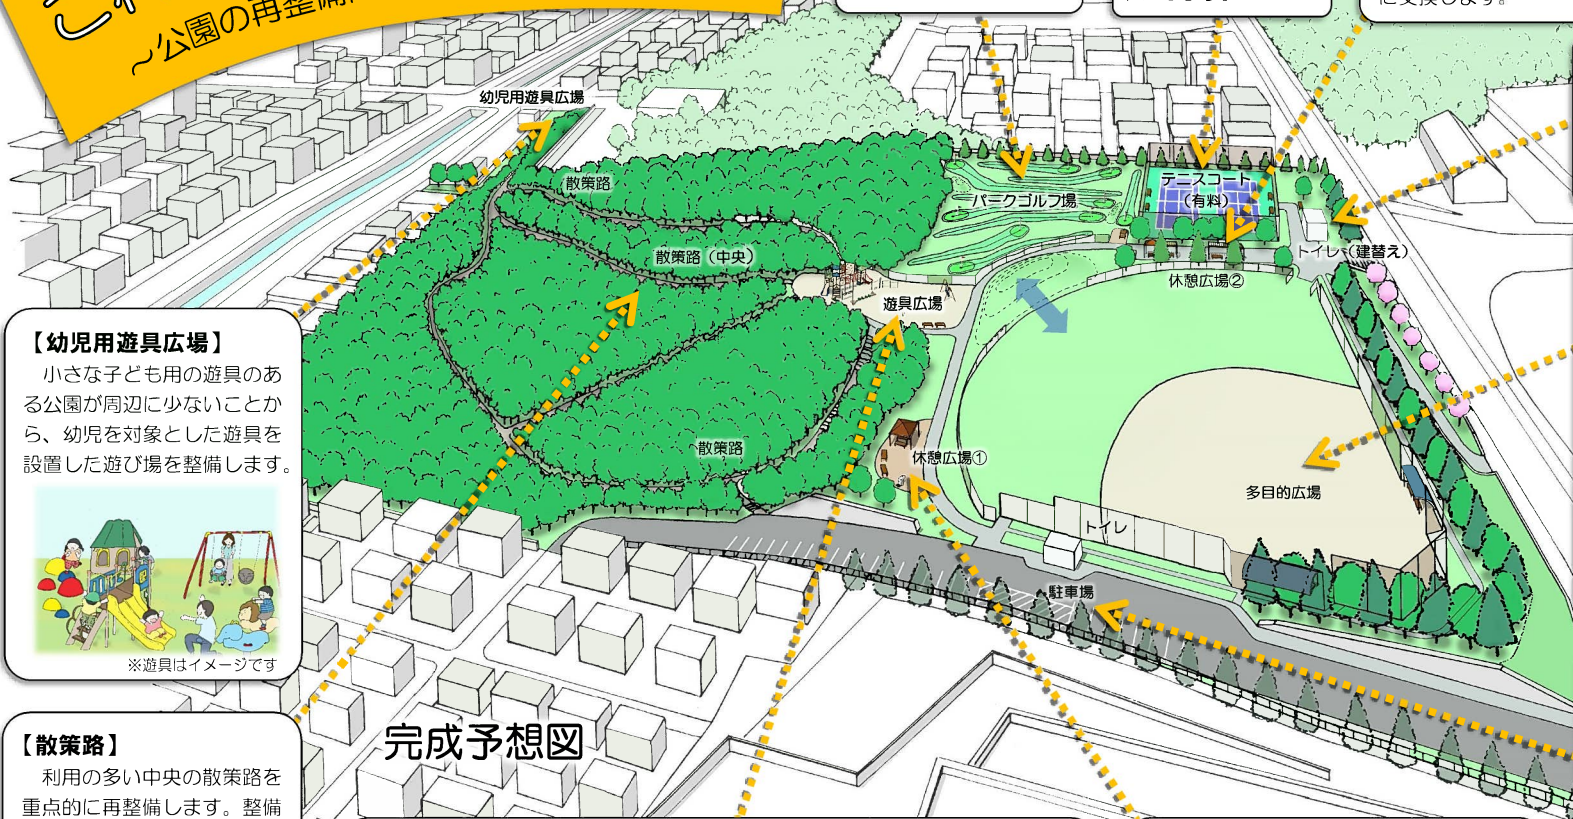 ～公園の再整備
に交換します。
幼児用遊具広場
散策路
パークゴルフ場
テニスコート
（有料）
散策路（中央）
トイレ（建替え）
休憩広場②
遊具広場
【幼児用遊具広場】
小さな子ども用の遊具のあ
る公園が周辺に少ないことか
ら、幼児を対象とした遊具を
設置した遊び場を整備します。
※遊具はイメージです
散策路
休憩広場①
多目的広場
トイレ
駐車場
完成予想図
【散策路】
利用の多い中央の散策路を
重点的に再整備します。整備